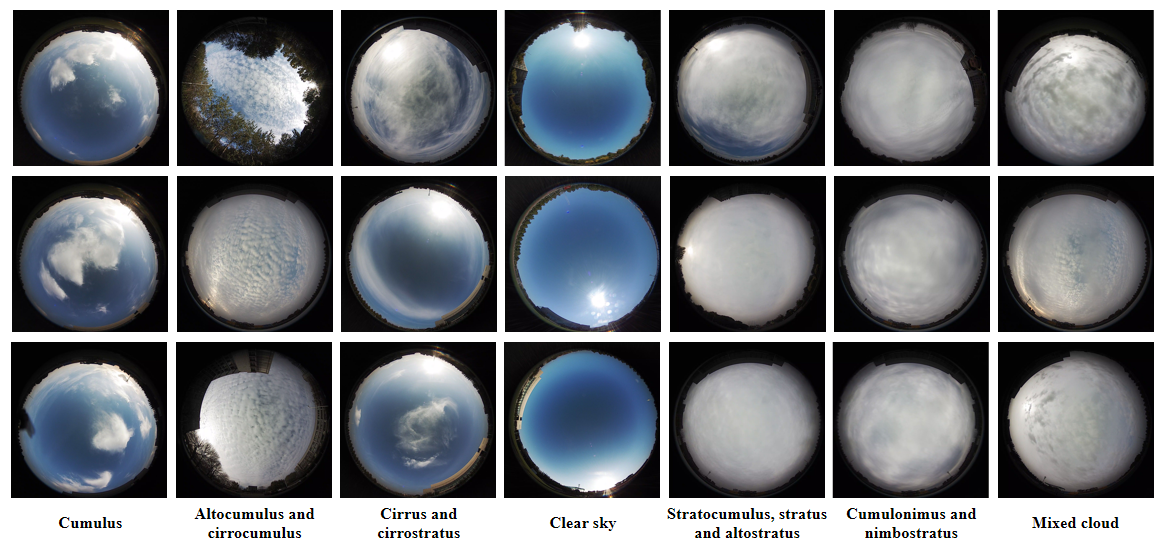 Cumulus
Altocumulus and
cirrocumulus
Cirrus and
cirrostratus
Clear sky
Stratocumulus, stratus
and altostratus
Cumulonimus and
nimbostratus
Mixed cloud